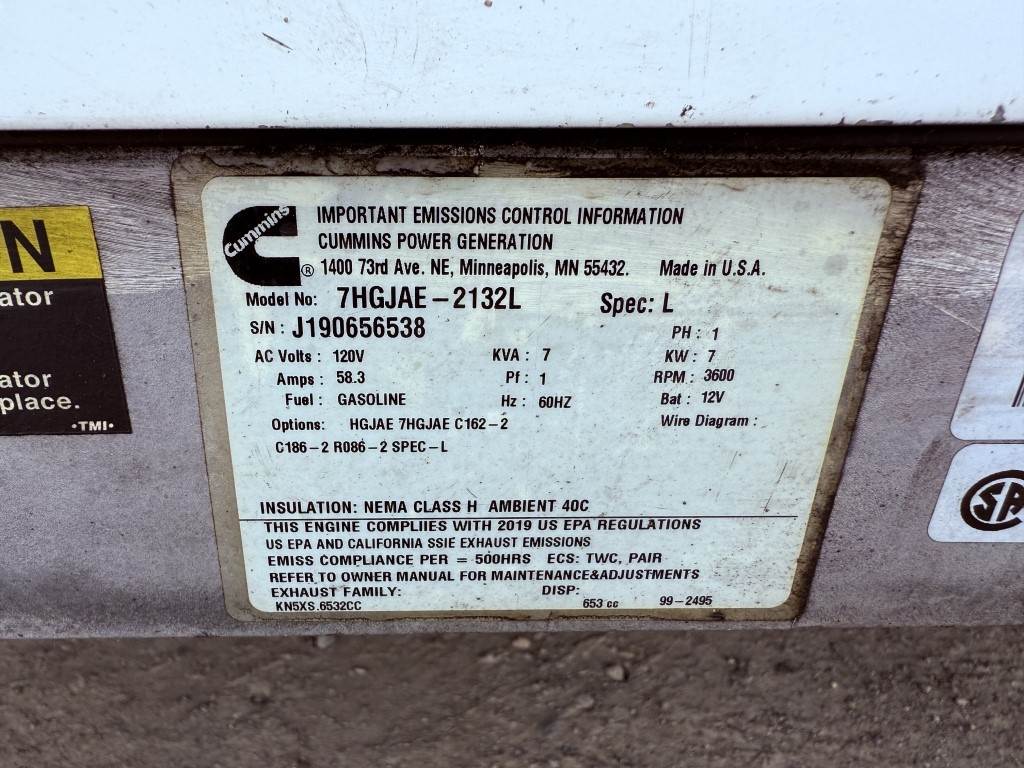 N
ator
ator
place.
•TMI•
Cummins
®
IMPORTANT EMISSIONS CONTROL INFORMATION
CUMMINS POWER GENERATION
1400 73rd Ave. NE, Minneapolis, MN 55432. Made in U.S.A.
Model No: 7HGJAE-2132L Spec: L
S/N : J190656538 PH : 1
AC Volts : 120V KVA : 7 KW : 7
Amps : 58.3 Pf : 1 RPM : 3600
Fuel : GASOLINE Hz : 60HZ Bat : 12V
Options: HGJAE 7HGJAE C162-2 Wire Diagram :
C186-2 R086-2 SPEC-L
INSULATION: NEMA CLASS H AMBIENT 40C
THIS ENGINE COMPLIIES WITH 2019 US EPA REGULATIONS
US EPA AND CALIFORNIA SSIE EXHAUST EMISSIONS
EMISS COMPLIANCE PER = 500HRS ECS: TWC, PAIR
REFER TO OWNER MANUAL FOR MAINTENANCE&ADJUSTMENTS
EXHAUST FAMILY: DISP:
KN5XS.6532CC 653 cc 99-2495
SA